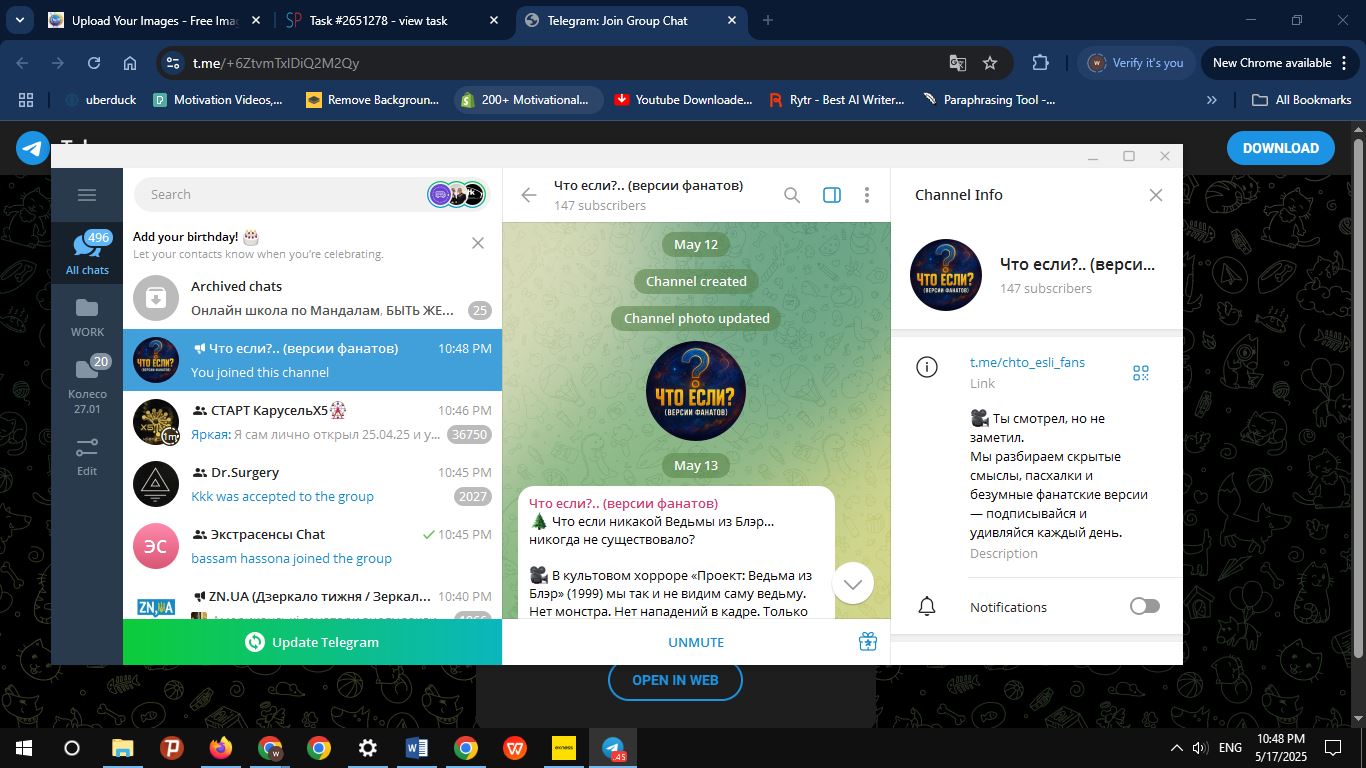 Upload Your Images - Free Imag
Task #2651278 - view task
Telegram: Join Group Chat
t.me/+6ZtvmTxlDiQ2M2Qy
Verify it's you
New Chrome available
uberduck
Motivation Videos,...
Remove Backgroun...
200+ Motivational...
Youtube Downloade...
Rytr - Best AI Writer...
Paraphrasing Tool -...
All Bookmarks
DOWNLOAD
496
All chats
WORK
20
Колесо
27.01
Edit
Search
Add your birthday! 🎂
Let your contacts know when you're celebrating.
Archived chats
Онлайн школа по Мандалам, БЫТЬ ЖЕ...
25
Что если?.. (версии фанатов)
10:48 PM
You joined this channel
СТАРТ КарусельХ5🎡
10:46 PM
Яркая: Я сам лично открыл 25.04.25 и у...
36750
1m
Dr.Surgery
10:45 PM
Kkk was accepted to the group
2027
ЭС
Экстрасенсы Chat
10:45 PM
bassam hassona joined the group
ZN,UA
ZN.UA (Дзеркало тижня / Зеркал...
10:40 PM
Update Telegram
Что если?.. (версии фанатов)
147 subscribers
May 12
Channel created
Channel photo updated
ЧТО ЕСЛИ?
(ВЕРСИИ ФАНАТОВ)
May 13
Что если?.. (версии фанатов)
🌲 Что если никакой Ведьмы из Блэр...
никогда не существовало?
🎥 В культовом хорроре «Проект: Ведьма из
Блэр» (1999) мы так и не видим саму ведьму.
Нет монстра. Нет нападений в кадре. Только
UNMUTE
Channel Info
ЧТО ЕСЛИ?
(ВЕРСИИ ФАНАТОВ)
Что если?.. (верси...
147 subscribers
t.me/chto_esli_fans
Link
🎥 Ты смотрел, но не
заметил.
Мы разбираем скрытые
смыслы, пасхалки и
безумные фанатские версии
— подписывайся и
удивляйся каждый день.
Description
Notifications
OPEN IN WEB
exness
.45
ENG
10:48 PM
5/17/2025